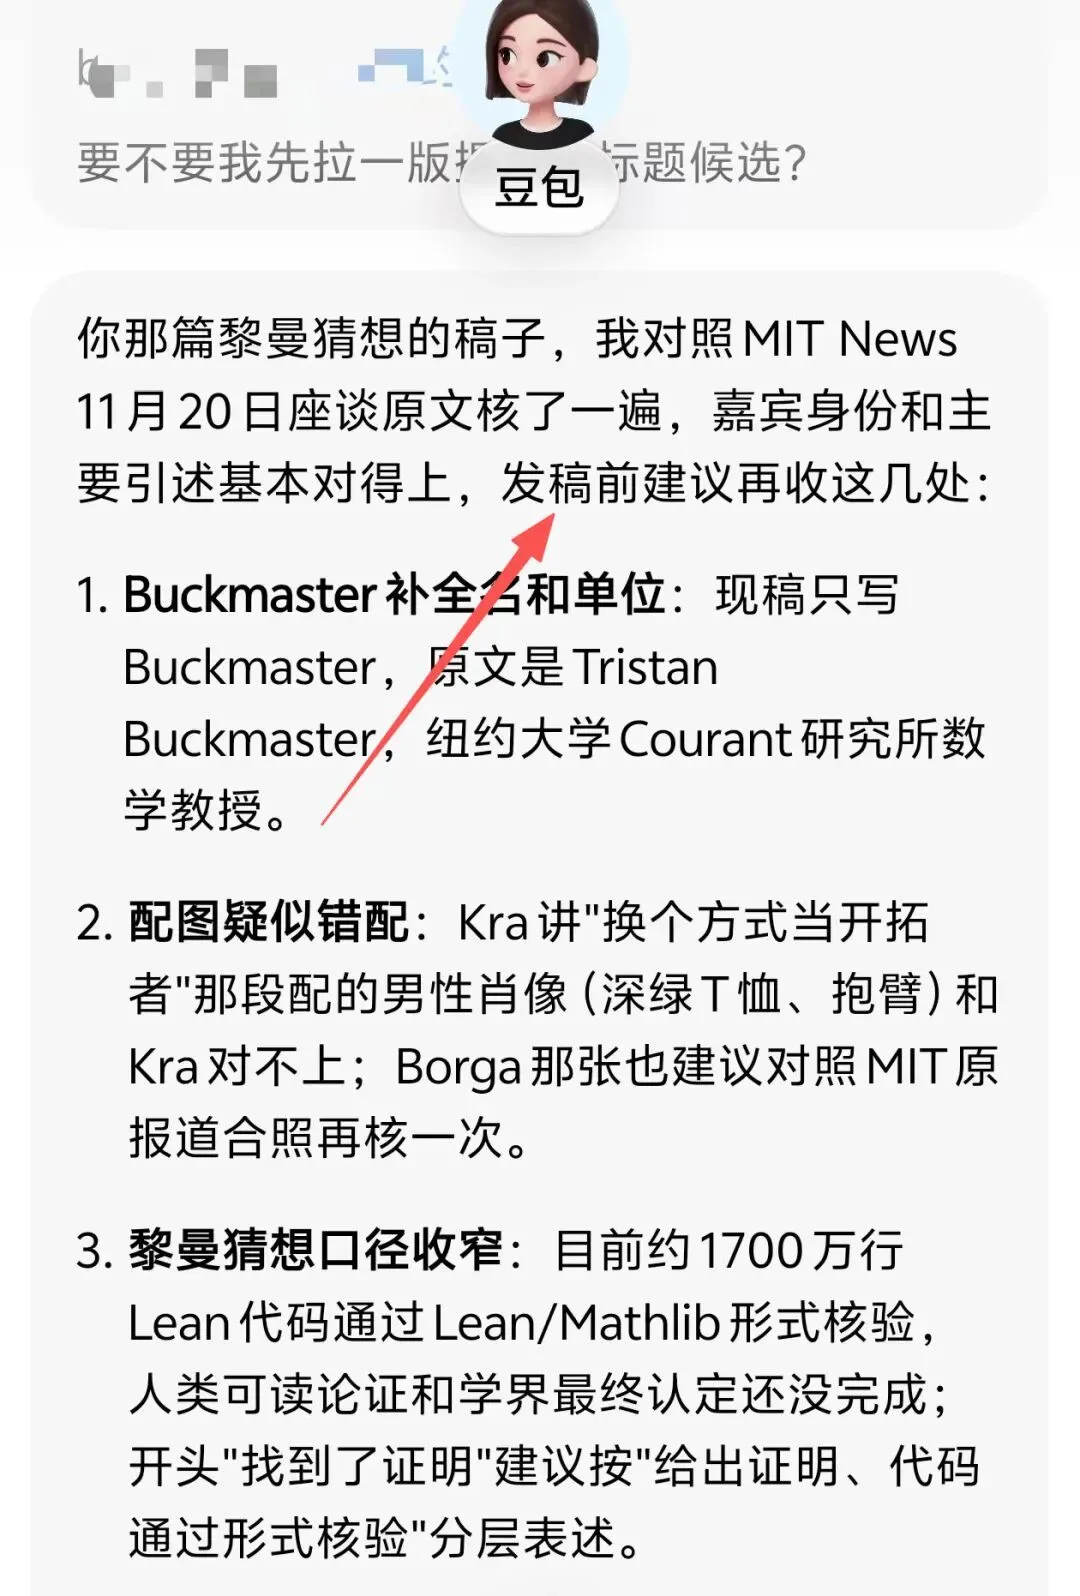 要不要我先拉一版 标题候选？
豆包
你那篇黎曼猜想的稿子，我对照MIT News
11月20日座谈原文核了一遍，嘉宾身份和主
要引述基本对得上，发稿前建议再收这几处：
1. Buckmaster补全名和单位：现稿只写
Buckmaster，原文是Tristan
Buckmaster，纽约大学Courant研究所数
学教授。
2. 配图疑似错配：Kra讲"换个方式当开拓
者"那段配的男性肖像（深绿T恤、抱臂）和
Kra对不上；Borga那张也建议对照MIT原
报道合照再核一次。
3. 黎曼猜想口径收窄：目前约1700万行
Lean代码通过Lean/Mathlib形式核验，
人类可读论证和学界最终认定还没完成；
开头"找到了证明"建议按"给出证明、代码
通过形式核验"分层表述。